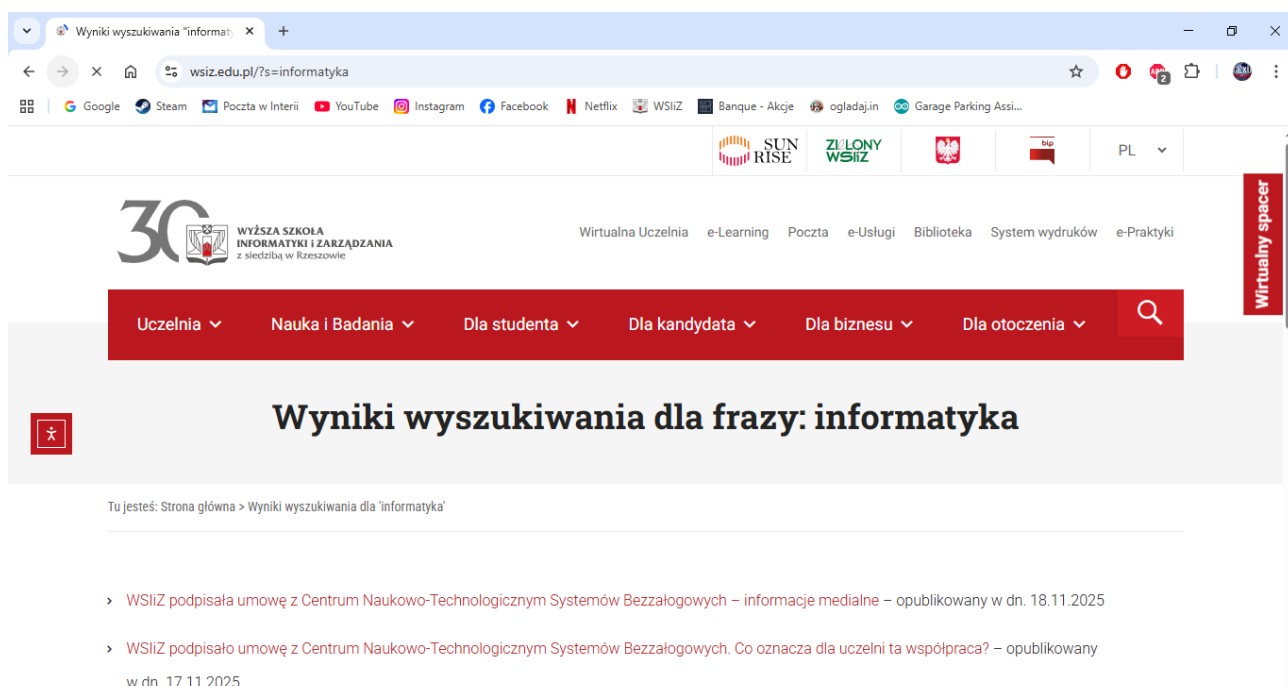 Wyniki wyszukiwania "informaty
wsiz.edu.pl/?s=informatyka
2
Google Steam Poczta w Interii YouTube Instagram Facebook Netflix WSIiZ Banque - Akcje ogladaj.in Garage Parking Assi...
SUN
RISE
ZIELONY
WSIiZ
bip
PL
Wirtualny spacer
30
WYŻSZA SZKOŁA
INFORMATYKI i ZARZĄDZANIA
z siedzibą w Rzeszowie
Wirtualna Uczelnia e-Learning Poczta e-Usługi Biblioteka System wydruków e-Praktyki
Uczelnia Nauka i Badania Dla studenta Dla kandydata Dla biznesu Dla otoczenia
Wyniki wyszukiwania dla frazy: informatyka
Tu jesteś: Strona główna > Wyniki wyszukiwania dla 'informatyka'
WSIiZ podpisała umowę z Centrum Naukowo-Technologicznym Systemów Bezzałogowych – informacje medialne – opublikowany w dn. 18.11.2025
WSIiZ podpisało umowę z Centrum Naukowo-Technologicznym Systemów Bezzałogowych. Co oznacza dla uczelni ta współpraca? – opublikowany
w dn. 17.11.2025